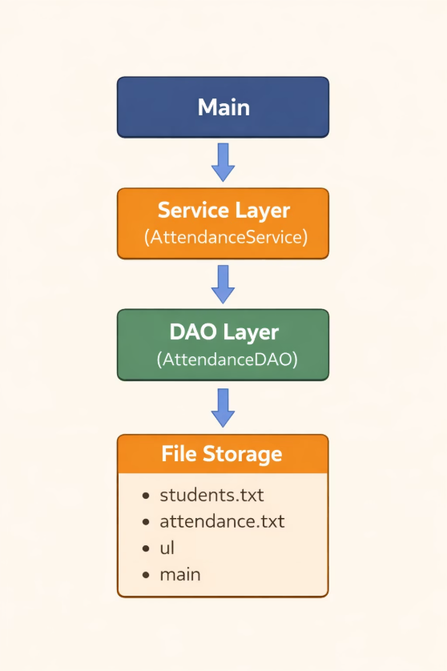 Main
Service Layer
(AttendanceService)
DAO Layer
(AttendanceDAO)
File Storage
• students.txt
• attendance.txt
• ul
• main